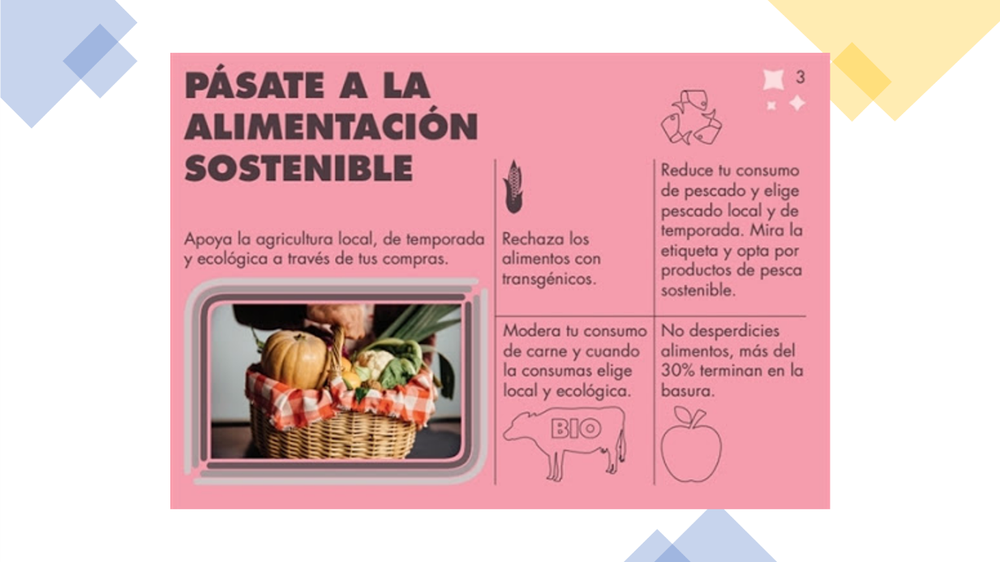 PÁSATE A LA
ALIMENTACIÓN
SOSTENIBLE
Apoya la agricultura local, de temporada
y ecológica a través de tus compras.
Rechaza los
alimentos con
transgénicos.
3
Reduce tu consumo
de pescado y elige
pescado local y de
temporada. Mira la
etiqueta y opta por
productos de pesca
sostenible.
Modera tu consumo
de carne y cuando
la consumas elige
local y ecológica.
BIO
No desperdicies
alimentos, más del
30% terminan en la
basura.